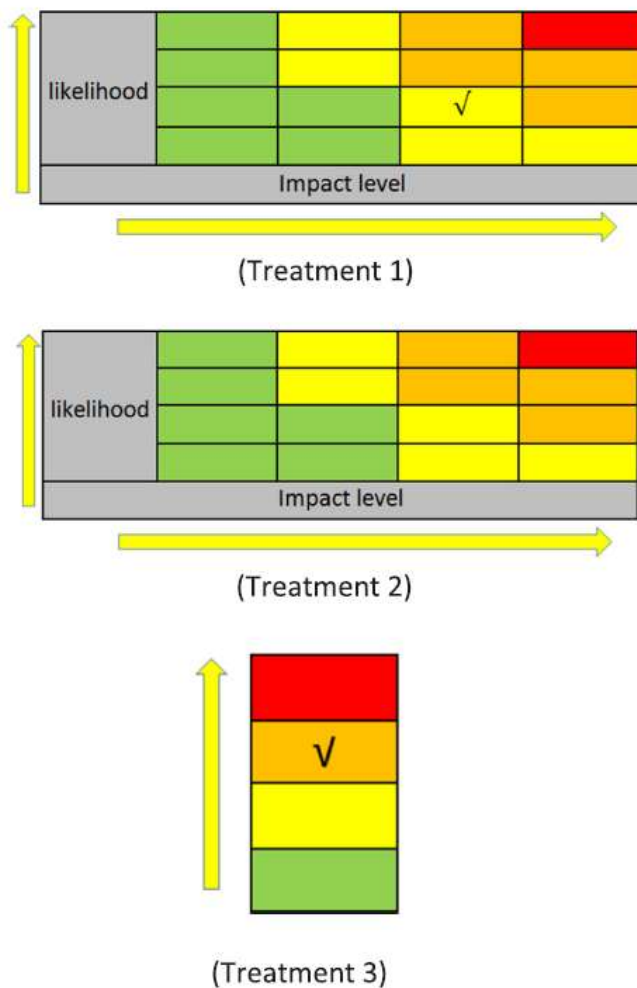 likelihood
√
Impact level
(Treatment 1)
likelihood
Impact level
(Treatment 2)
√
(Treatment 3)